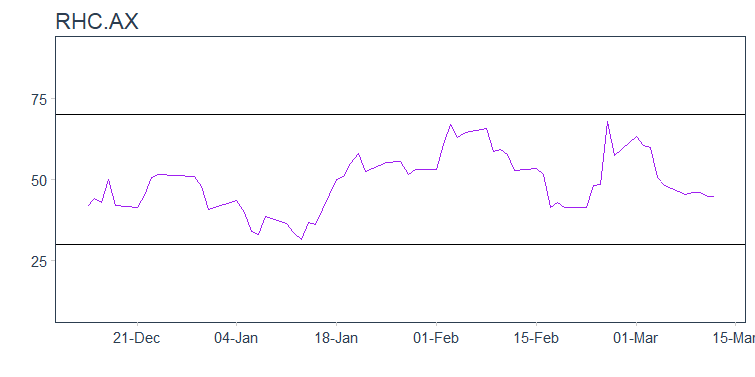 RHC.AX
75
50
25
21-Dec
04-Jan
18-Jan
01-Feb
15-Feb
01-Mar
15-Mar